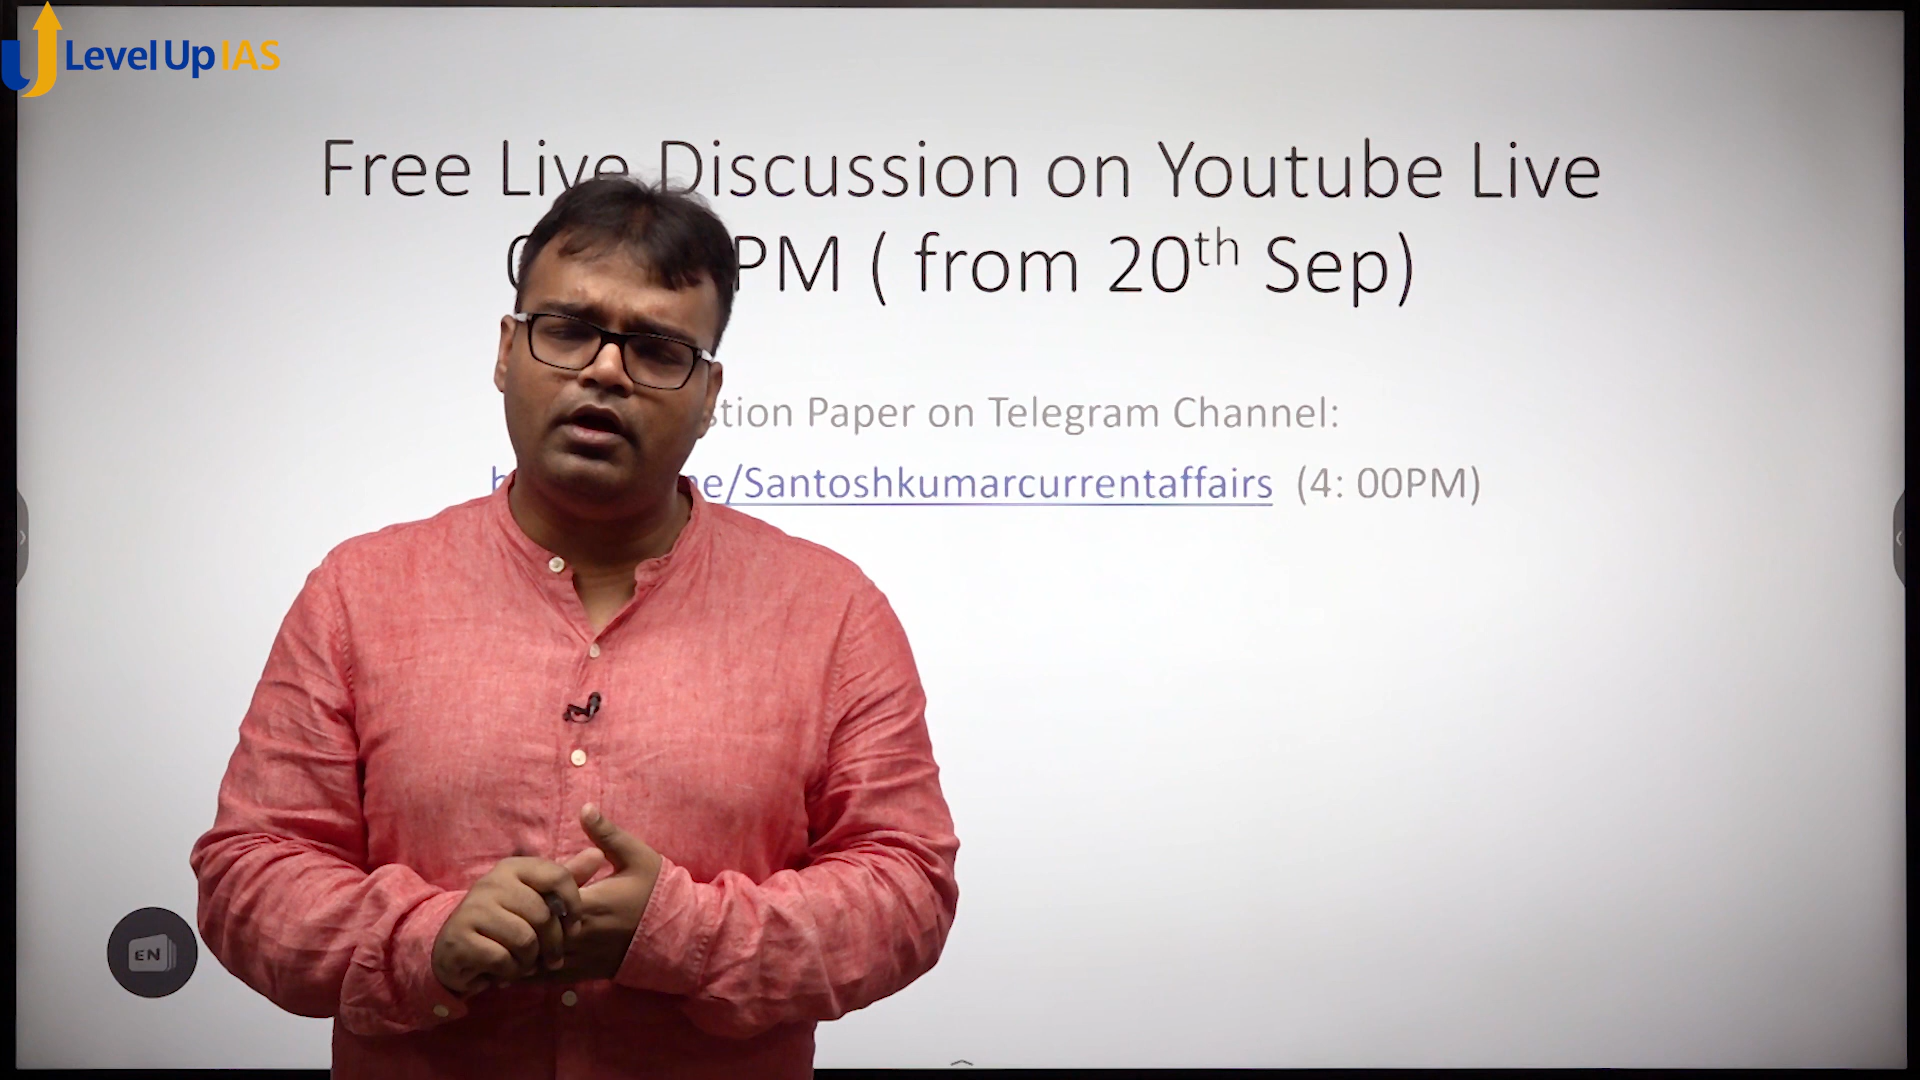 Level Up IAS
Free Live Discussion on Youtube Live
PM ( from 20th Sep)
Paper on Telegram Channel:
/Santoshkumarcurrentaffairs (4: 00PM)
EN